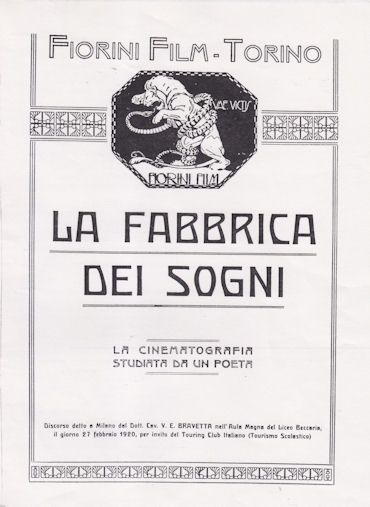 FIORINI FILM - TORINO
VAE VICTIS
FIORINI FILM
LA FABBRICA
DEI SOGNI
LA CINEMATOGRAFIA
STUDIATA DA UN POETA
Discorso detto a Milano dal Dott. Cav. V. E. BRAVETTA nell'Aula Magna del Liceo Beccaria,
il giorno 27 febbraio 1920, per invito del Touring Club Italiano (Turismo Scolastico)